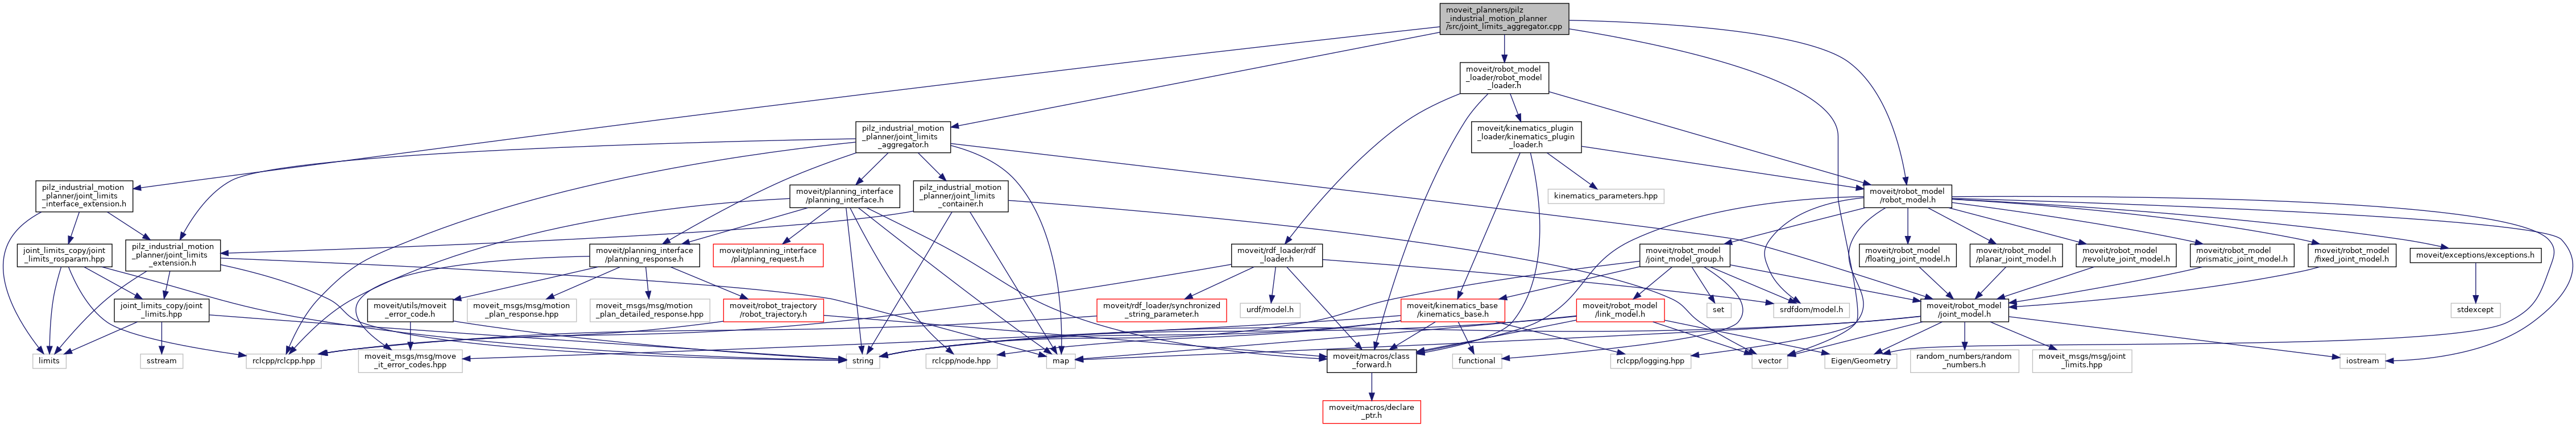 moveit_planners/pilz
_industrial_motion_planner
/src/joint_limits_aggregator.cpp
moveit/robot_model
_loader/robot_model
_loader.h
pilz_industrial_motion
_planner/joint_limits
_aggregator.h
moveit/kinematics_plugin
_loader/kinematics_plugin
_loader.h
pilz_industrial_motion
_planner/joint_limits
_interface_extension.h
moveit/planning_interface
/planning_interface.h
pilz_industrial_motion
_planner/joint_limits
_container.h
kinematics_parameters.hpp
moveit/robot_model
/robot_model.h
joint_limits_copy/joint
_limits_rosparam.hpp
pilz_industrial_motion
_planner/joint_limits
_extension.h
moveit/planning_interface
/planning_response.h
moveit/planning_interface
/planning_request.h
moveit/rdf_loader/rdf
_loader.h
moveit/robot_model
/joint_model_group.h
moveit/robot_model
/floating_joint_model.h
moveit/robot_model
/planar_joint_model.h
moveit/robot_model
/revolute_joint_model.h
moveit/robot_model
/prismatic_joint_model.h
moveit/robot_model
/fixed_joint_model.h
moveit/exceptions/exceptions.h
joint_limits_copy/joint
_limits.hpp
moveit/utils/moveit
_error_code.h
moveit_msgs/msg/motion
_plan_response.hpp
moveit_msgs/msg/motion
_plan_detailed_response.hpp
moveit/robot_trajectory
/robot_trajectory.h
moveit/rdf_loader/synchronized
_string_parameter.h
urdf/model.h
moveit/kinematics_base
/kinematics_base.h
moveit/robot_model
/link_model.h
set
srdfdom/model.h
moveit/robot_model
/joint_model.h
stdexcept
limits
sstream
rclcpp/rclcpp.hpp
moveit_msgs/msg/move
_it_error_codes.hpp
string
rclcpp/node.hpp
map
moveit/macros/class
_forward.h
functional
rclcpp/logging.hpp
vector
Eigen/Geometry
random_numbers/random
_numbers.h
moveit_msgs/msg/joint
_limits.hpp
iostream
moveit/macros/declare
_ptr.h